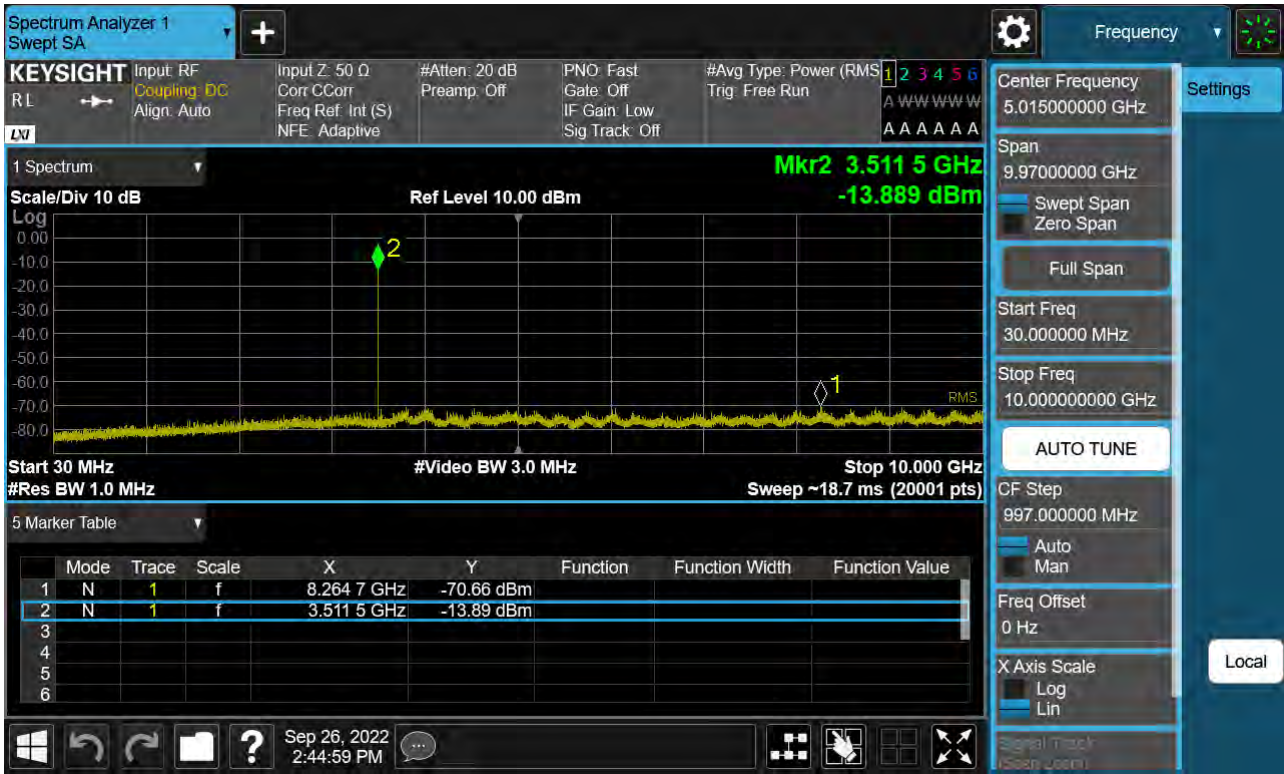 Spectrum Analyzer 1
Swept SA
+
Frequency
KEYSIGHT
RL
LXI
Input: RF
Coupling: DC
Align: Auto
Input Z: 50 Ω
Corr CCorr
Freq Ref: Int (S)
NFE: Adaptive
#Atten: 20 dB
Preamp: Off
PNO: Fast
Gate: Off
IF Gain: Low
Sig Track: Off
#Avg Type: Power (RMS
Trig: Free Run
1 2 3 4 5 6
A W W W W W
A A A A A A
1 Spectrum
Mkr2 3.511 5 GHz
-13.889 dBm
Scale/Div 10 dB
Ref Level 10.00 dBm
Log
0.00
-10.0
-20.0
-30.0
-40.0
-50.0
-60.0
-70.0
-80.0
2
1
RMS
Start 30 MHz
#Video BW 3.0 MHz
Stop 10.000 GHz
#Res BW 1.0 MHz
Sweep ~18.7 ms (20001 pts)
5 Marker Table
Mode Trace Scale X Y Function Function Width Function Value
1 N 1 f 8.264 7 GHz -70.66 dBm
2 N 1 f 3.511 5 GHz -13.89 dBm
3
4
5
6
?
Sep 26, 2022
2:44:59 PM
Center Frequency
5.015000000 GHz
Settings
Span
9.97000000 GHz
Swept Span
Zero Span
Full Span
Start Freq
30.000000 MHz
Stop Freq
10.000000000 GHz
AUTO TUNE
CF Step
997.000000 MHz
Auto
Man
Freq Offset
0 Hz
X Axis Scale
Log
Lin
Local
Signal Track
(Span Zoom)